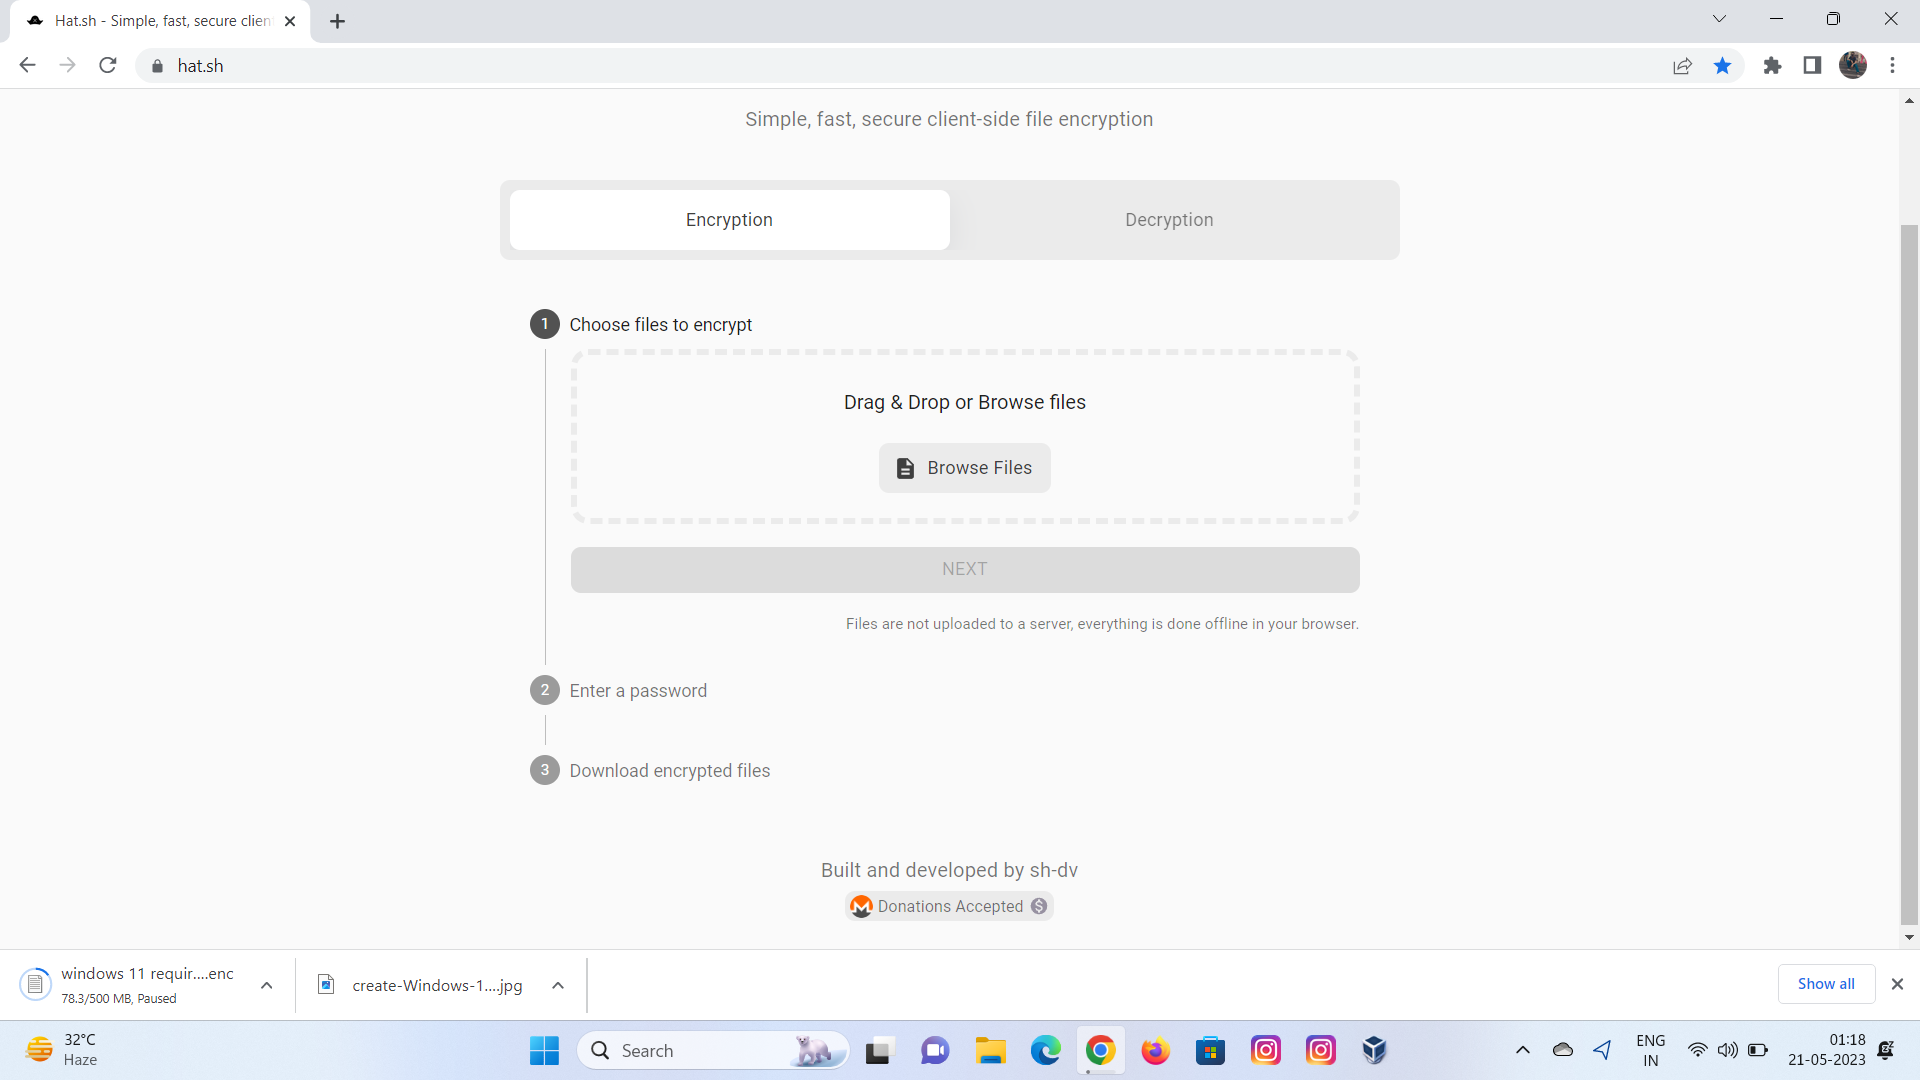 Hat.sh - Simple, fast, secure clien
hat.sh
Simple, fast, secure client-side file encryption
Encryption
Decryption
1
Choose files to encrypt
Drag & Drop or Browse files
Browse Files
NEXT
Files are not uploaded to a server, everything is done offline in your browser.
2
Enter a password
3
Download encrypted files
Built and developed by sh-dv
Donations Accepted
windows 11 requir....enc
78.3/500 MB, Paused
create-Windows-1....jpg
Show all
32°C
Haze
Search
ENG
IN
01:18
21-05-2023